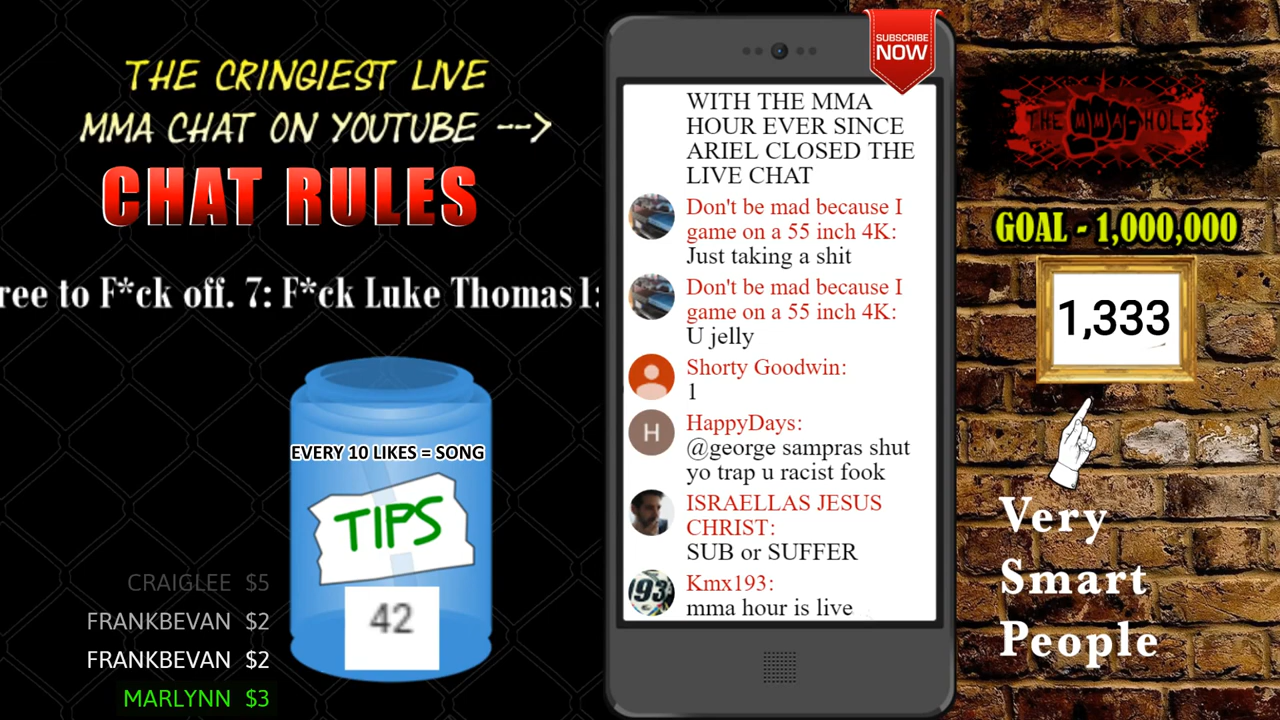 THE CRINGIEST LIVE
MMA CHAT ON YOUTUBE -->
CHAT RULES
ree to F*ck off. 7: F*ck Luke Thomas 1:
EVERY 10 LIKES = SONG
TIPS
42
CRAIGLEE $5
FRANKBEVAN $2
FRANKBEVAN $2
MARLYNN $3
SUBSCRIBE
NOW
WITH THE MMA
HOUR EVER SINCE
ARIEL CLOSED THE
LIVE CHAT
Don't be mad because I
game on a 55 inch 4K:
Just taking a shit
Don't be mad because I
game on a 55 inch 4K:
U jelly
Shorty Goodwin:
1
H
HappyDays:
@george sampras shut
yo trap u racist fook
ISRAELLAS JESUS
CHRIST:
SUB or SUFFER
93
Kmx193:
mma hour is live
THE MMA-HOLES
GOAL - 1,000,000
1,333
Very
Smart
People